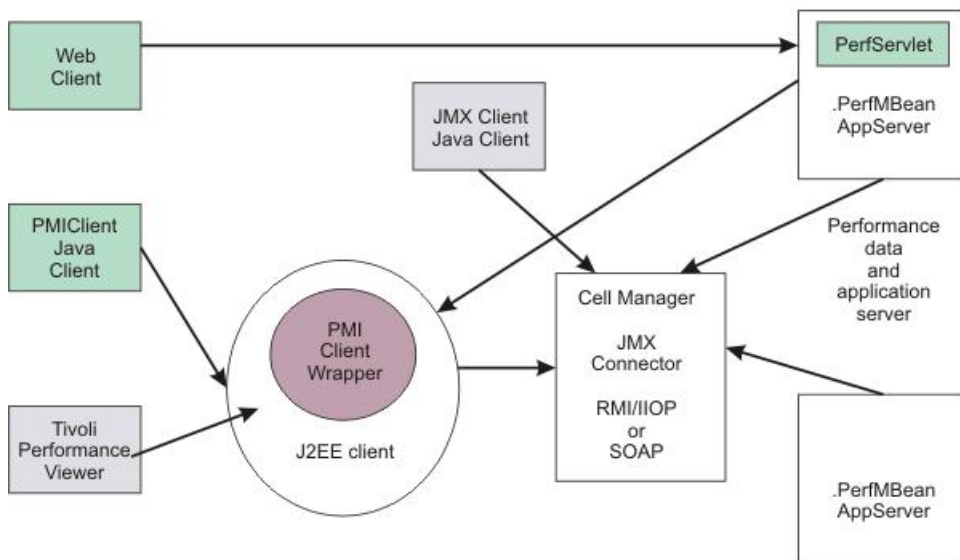 Web
Client
PerfServlet
.PerfMBean
AppServer
JMX Client
Java Client
PMIClient
Java
Client
Performance
data
and
application
server
Cell Manager
JMX
Connector
RMI/IIOP
or
SOAP
PMI
Client
Wrapper
J2EE client
Tivoli
Performance
Viewer
.PerfMBean
AppServer